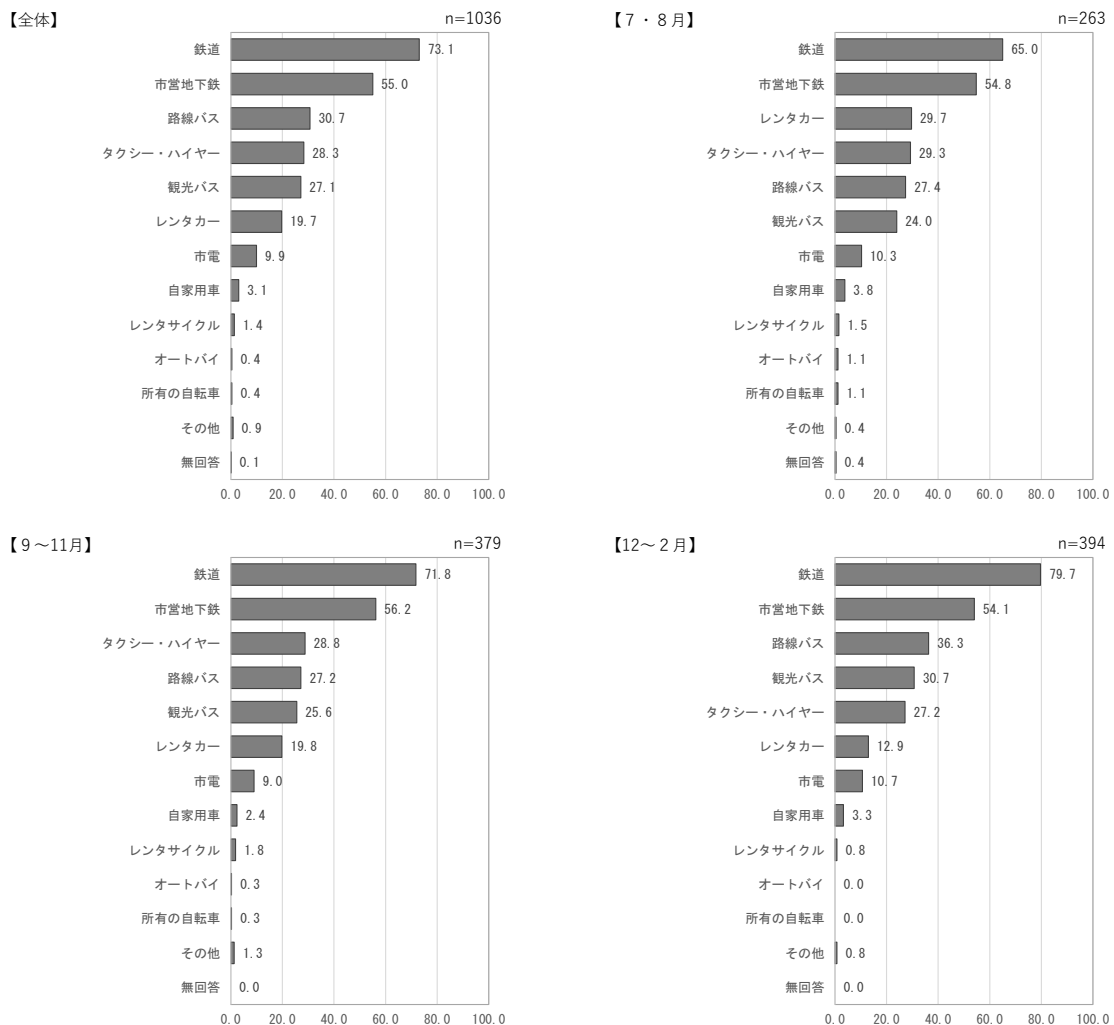 【全体】 n=1036
鉄道 73.1
市営地下鉄 55.0
路線バス 30.7
タクシー・ハイヤー 28.3
観光バス 27.1
レンタカー 19.7
市電 9.9
自家用車 3.1
レンタサイクル 1.4
オートバイ 0.4
所有の自転車 0.4
その他 0.9
無回答 0.1
0.0 20.0 40.0 60.0 80.0 100.0
【７・８月】 n=263
鉄道 65.0
市営地下鉄 54.8
レンタカー 29.7
タクシー・ハイヤー 29.3
路線バス 27.4
観光バス 24.0
市電 10.3
自家用車 3.8
レンタサイクル 1.5
オートバイ 1.1
所有の自転車 1.1
その他 0.4
無回答 0.4
0.0 20.0 40.0 60.0 80.0 100.0
【９～11月】 n=379
鉄道 71.8
市営地下鉄 56.2
タクシー・ハイヤー 28.8
路線バス 27.2
観光バス 25.6
レンタカー 19.8
市電 9.0
自家用車 2.4
レンタサイクル 1.8
オートバイ 0.3
所有の自転車 0.3
その他 1.3
無回答 0.0
0.0 20.0 40.0 60.0 80.0 100.0
【12～２月】 n=394
鉄道 79.7
市営地下鉄 54.1
路線バス 36.3
観光バス 30.7
タクシー・ハイヤー 27.2
レンタカー 12.9
市電 10.7
自家用車 3.3
レンタサイクル 0.8
オートバイ 0.0
所有の自転車 0.0
その他 0.8
無回答 0.0
0.0 20.0 40.0 60.0 80.0 100.0